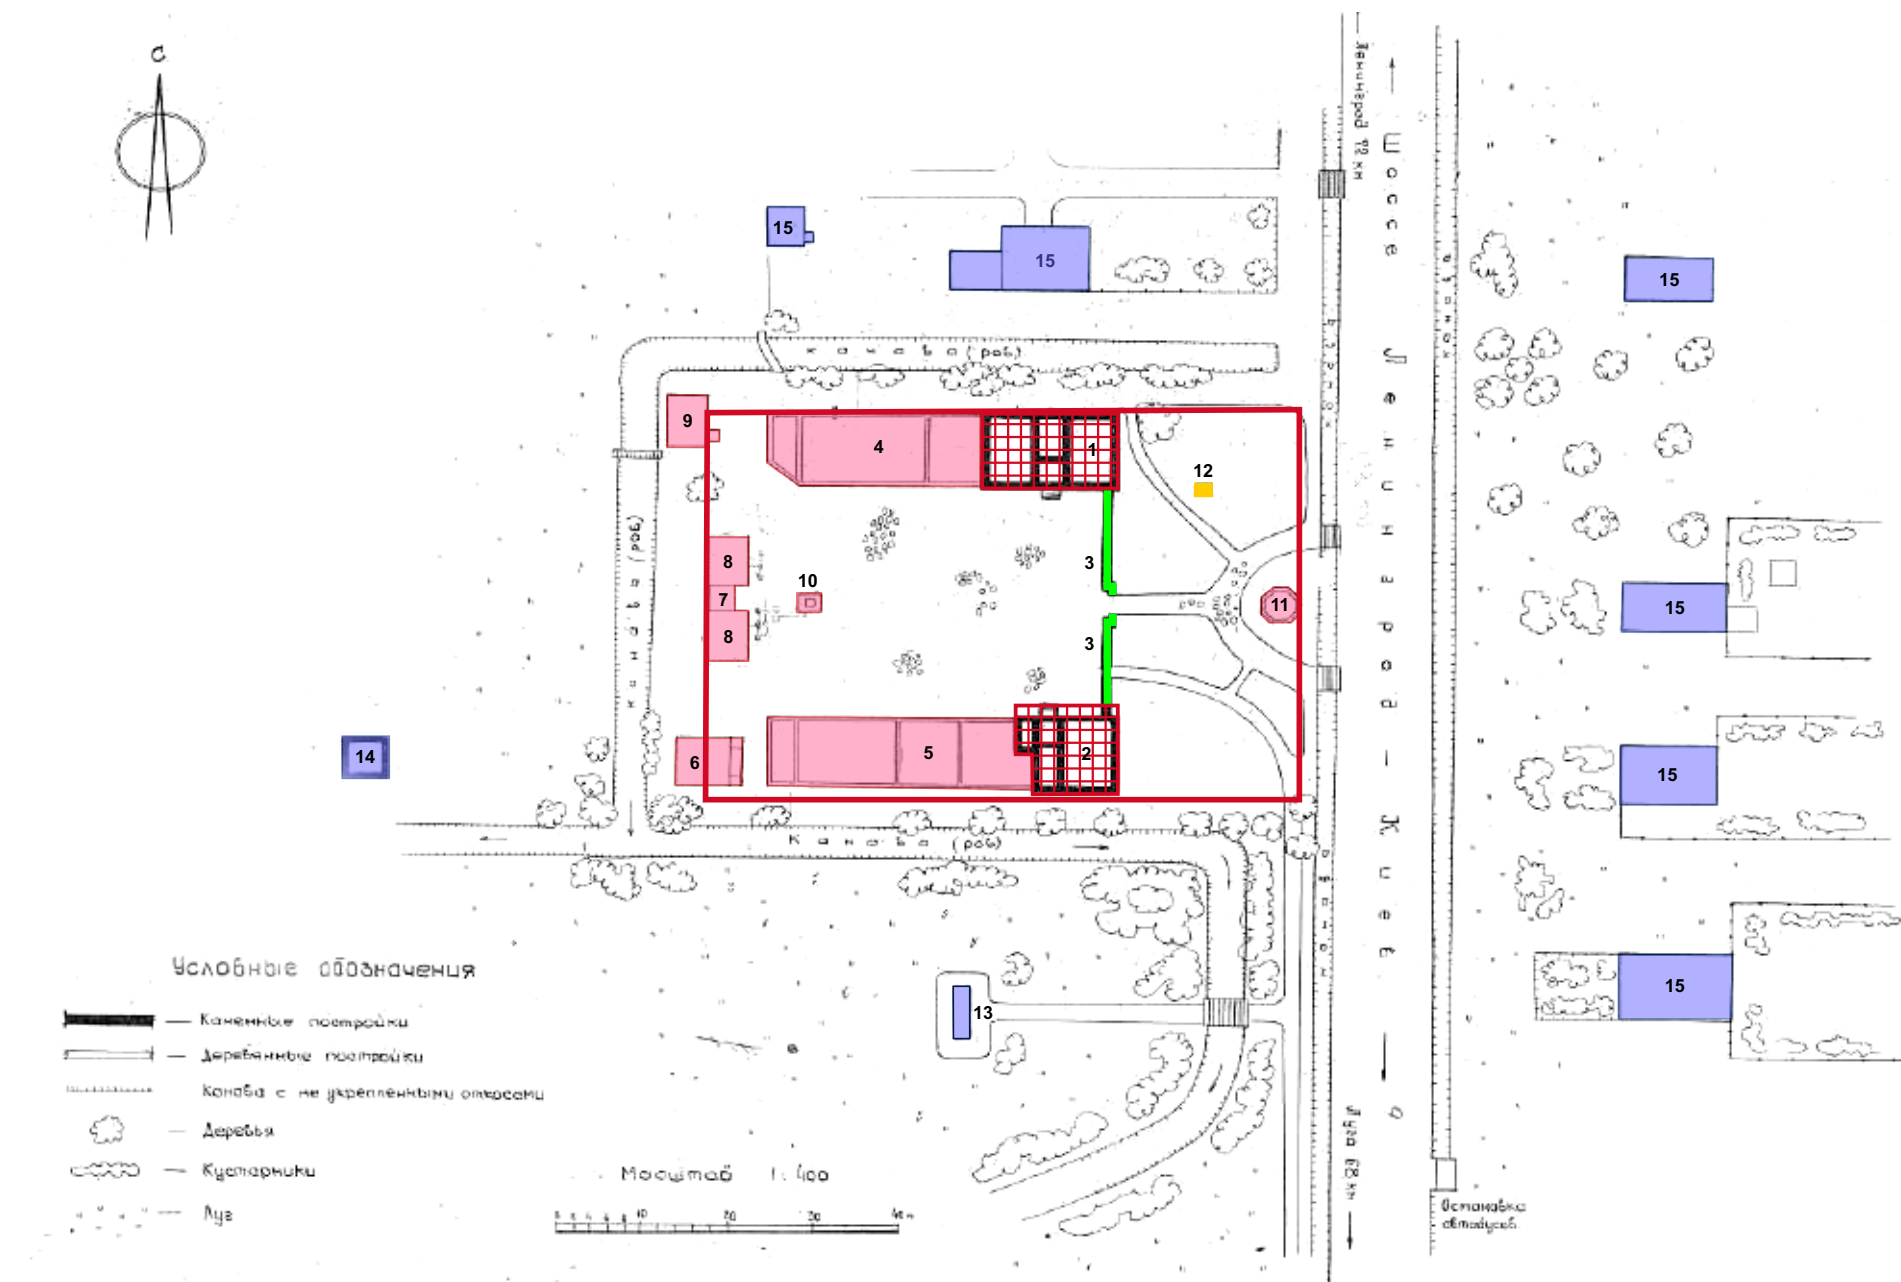 С
Ленинград 72 км
Шоссе Ленинград – Киев
9
Луга 68 км
15
15
15
канава (ров)
9
4
1
12
канава (ров)
8
3
7
10
11
15
8
3
14
6
5
2
15
Канава (ров)
13
15
Условные обозначения
Каменные постройки
Деревянные постройки
Канава с не укрепленными откосами
Деревья
Кустарники
Луг
Масштаб 1:400
10 20 30 40 м
Остановка
автобусов